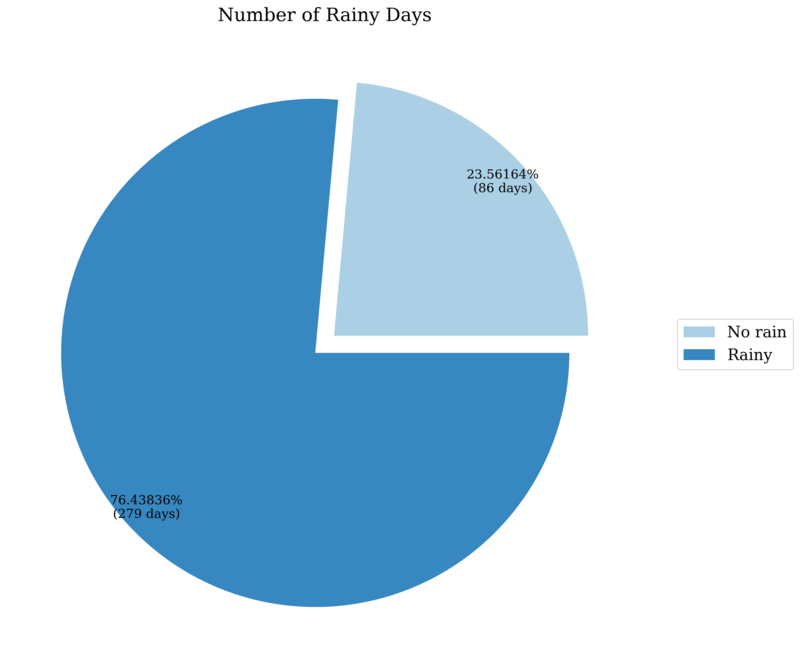 Number of Rainy Days
23.56164%
(86 days)
No rain
Rainy
76.43836%
(279 days)